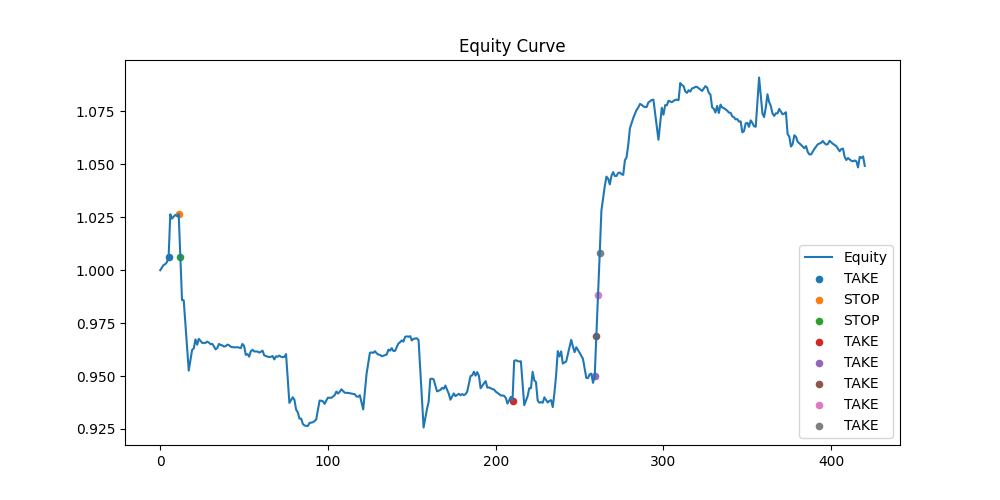 Equity Curve
1.075
1.050
1.025
1.000
0.975
0.950
0.925
0
100
200
300
400
Equity
TAKE
STOP
STOP
TAKE
TAKE
TAKE
TAKE
TAKE